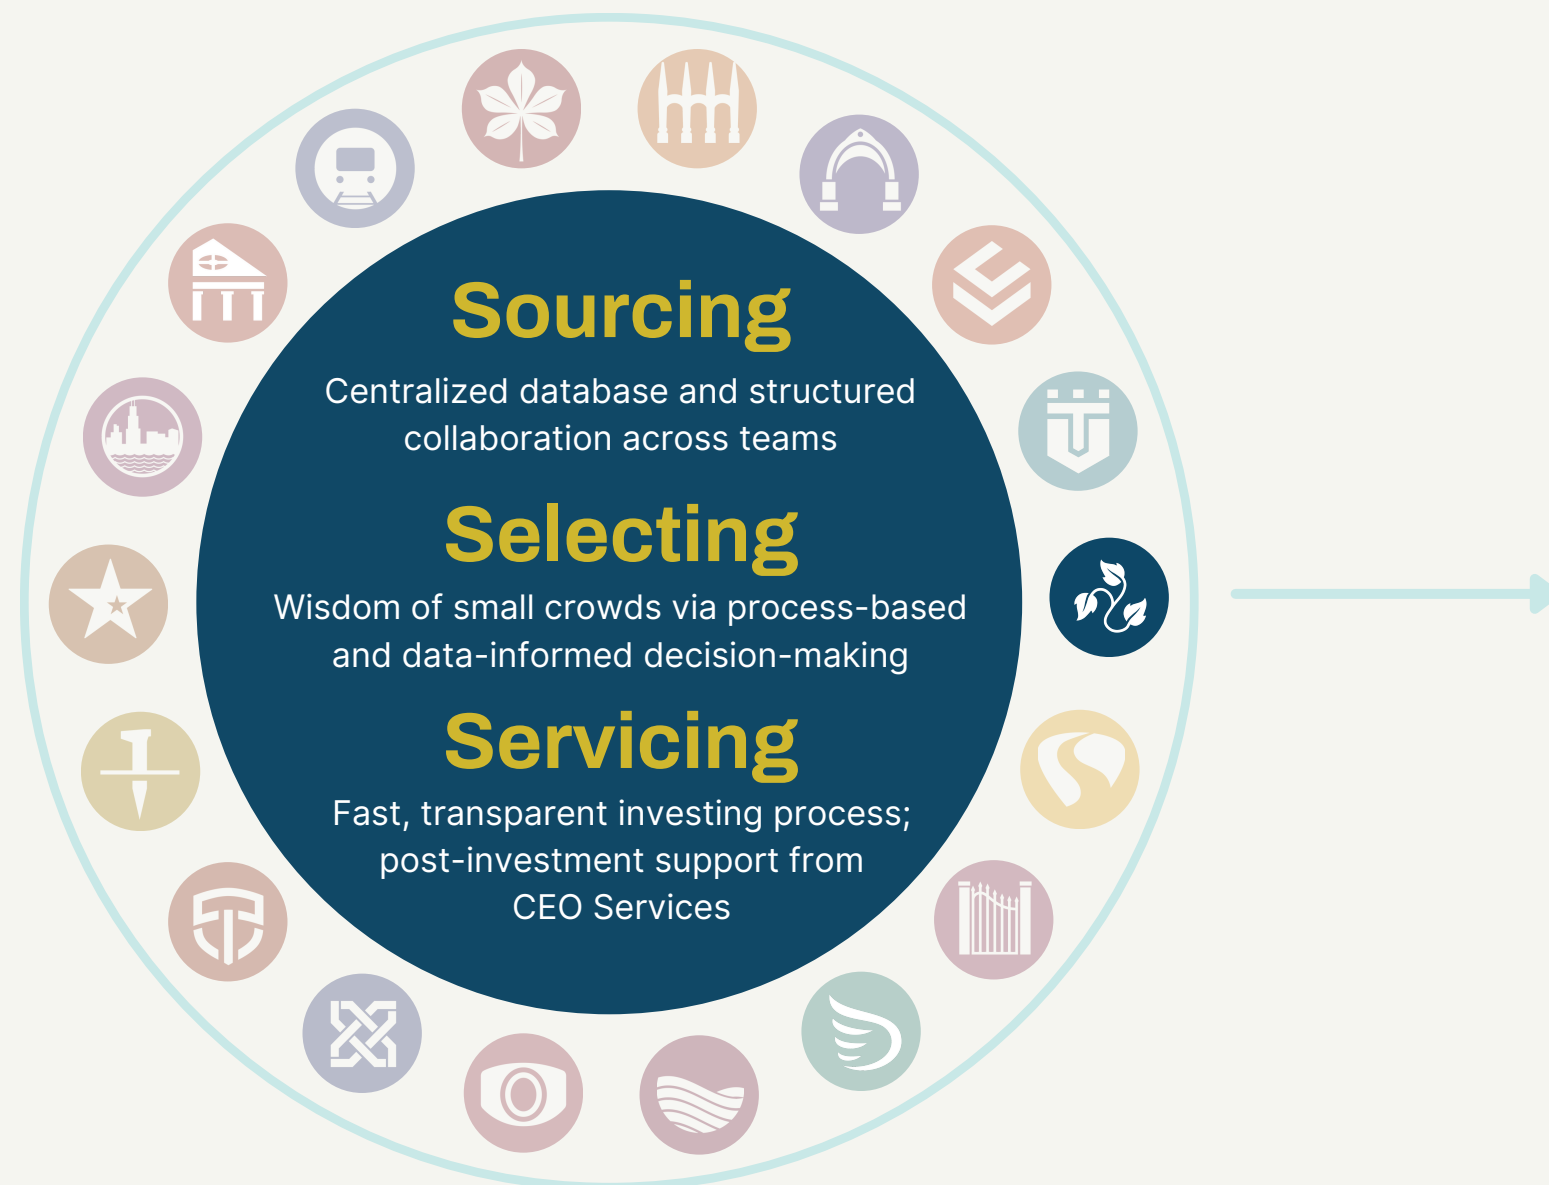 Sourcing
Centralized database and structured
collaboration across teams
Selecting
Wisdom of small crowds via process-based
and data-informed decision-making
Servicing
Fast, transparent investing process;
post-investment support from
CEO Services